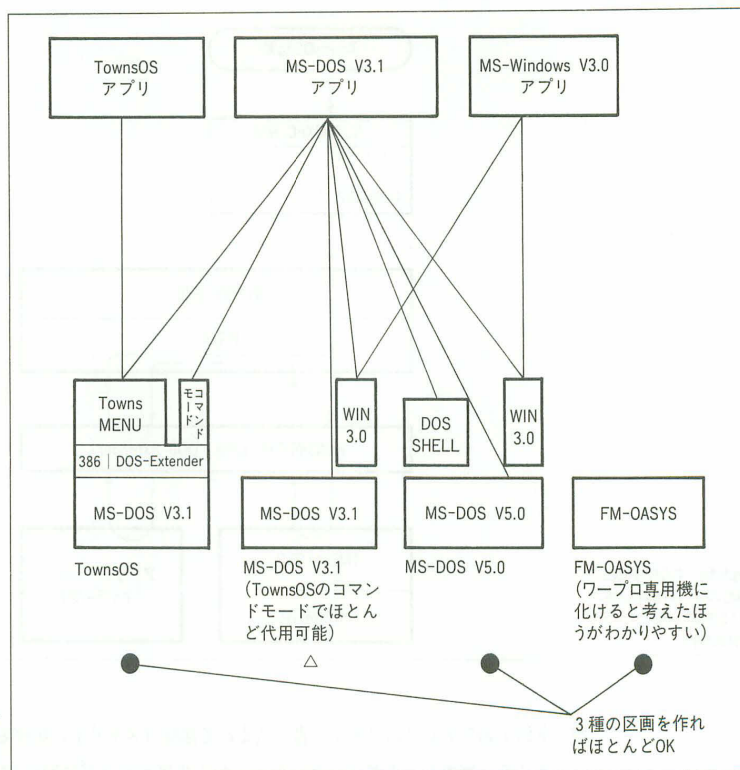 TownsOS
アプリ
MS-DOS V3.1
アプリ
MS-Windows V3.0
アプリ
Towns
MENU
コマンド
モード
386 | DOS-Extender
MS-DOS V3.1
WIN
3.0
MS-DOS V3.1
DOS
SHELL
WIN
3.0
MS-DOS V5.0
FM-OASYS
TownsOS
MS-DOS V3.1
(TownsOSのコマン
ドモードでほとん
ど代用可能)
MS-DOS V5.0
FM-OASYS
(ワープロ専用機に
化けると考えたほ
うがわかりやすい)
3種の区画を作れ
ばほとんどOK